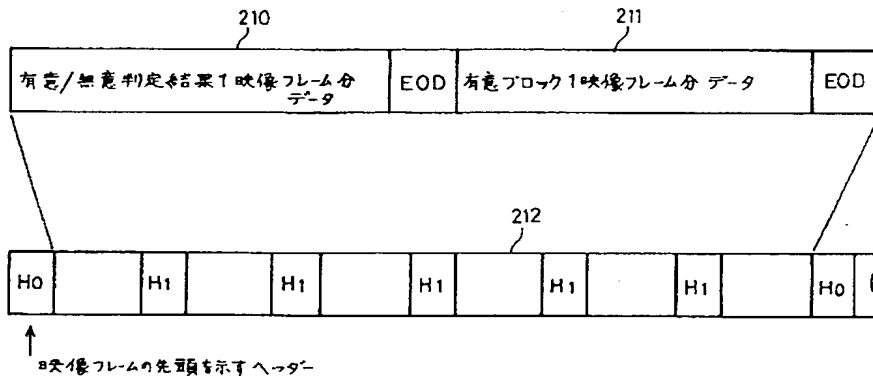 210
211
有意/無意判定結果1映像フレーム分
データ
EOD
有意ブロック1映像フレーム分 データ
EOD
212
H0
H1
H1
H1
H1
H1
H0
映像フレームの先頭を示すヘッダー